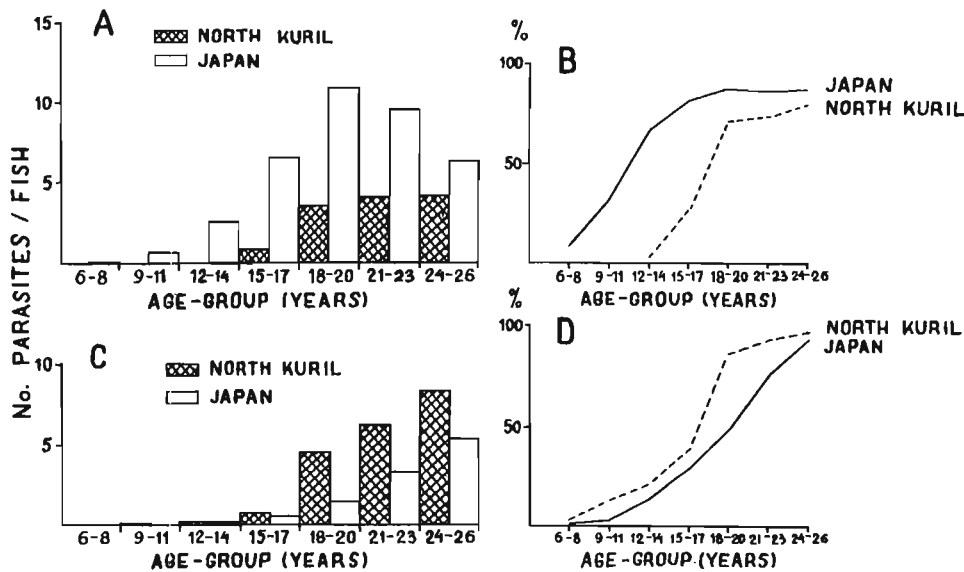 A
NORTH KURIL
JAPAN
15
10
5
6-8 9-11 12-14 15-17 18-20 21-23 24-26
AGE-GROUP (YEARS)
No. PARASITES / FISH
B
%
100
50
JAPAN
NORTH KURIL
6-8 9-11 12-14 15-17 18-20 21-23 24-26
AGE-GROUP (YEARS)
C
NORTH KURIL
JAPAN
10
5
6-8 9-11 12-14 15-17 18-20 21-23 24-26
AGE-GROUP (YEARS)
D
%
100
50
NORTH KURIL
JAPAN
6-8 9-11 12-14 15-17 18-20 21-23 24-26
AGE-GROUP (YEARS)